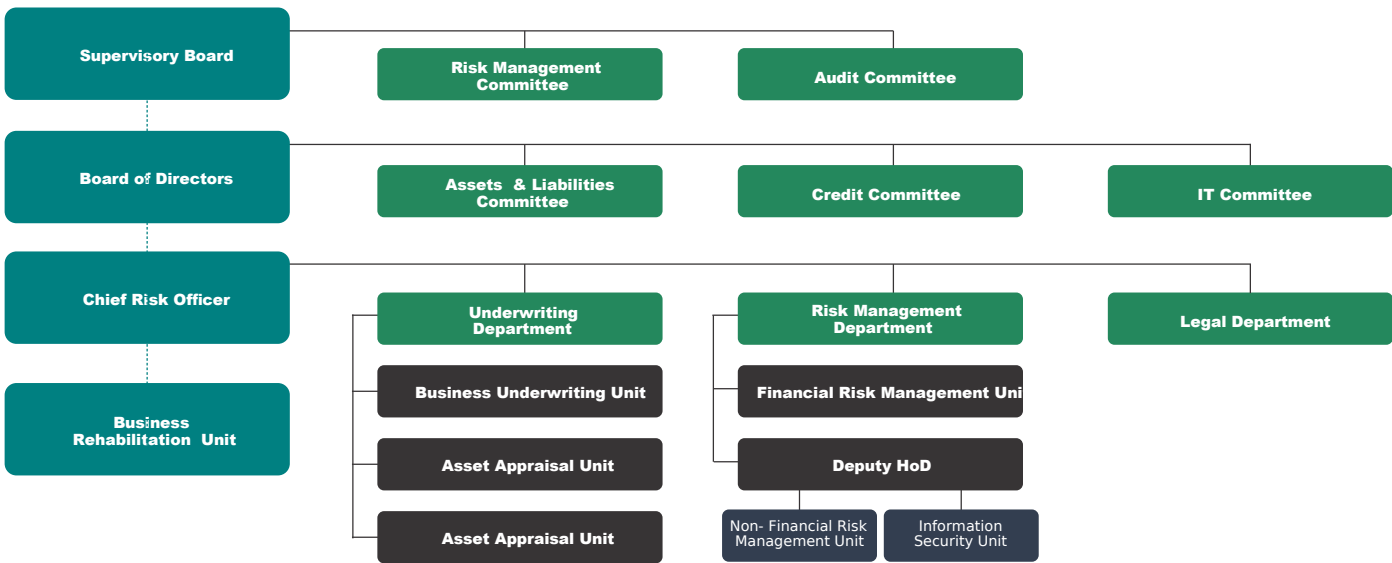 Supervisory Board
Risk Management
Committee
Audit Committee
Board of Directors
Assets & Liabilities
Committee
Credit Committee
IT Committee
Chief Risk Officer
Underwriting
Department
Risk Management
Department
Legal Department
Business
Rehabilitation Unit
Business Underwriting Unit
Financial Risk Management Uni
Asset Appraisal Unit
Deputy HoD
Asset Appraisal Unit
Non- Financial Risk
Management Unit
Information
Security Unit